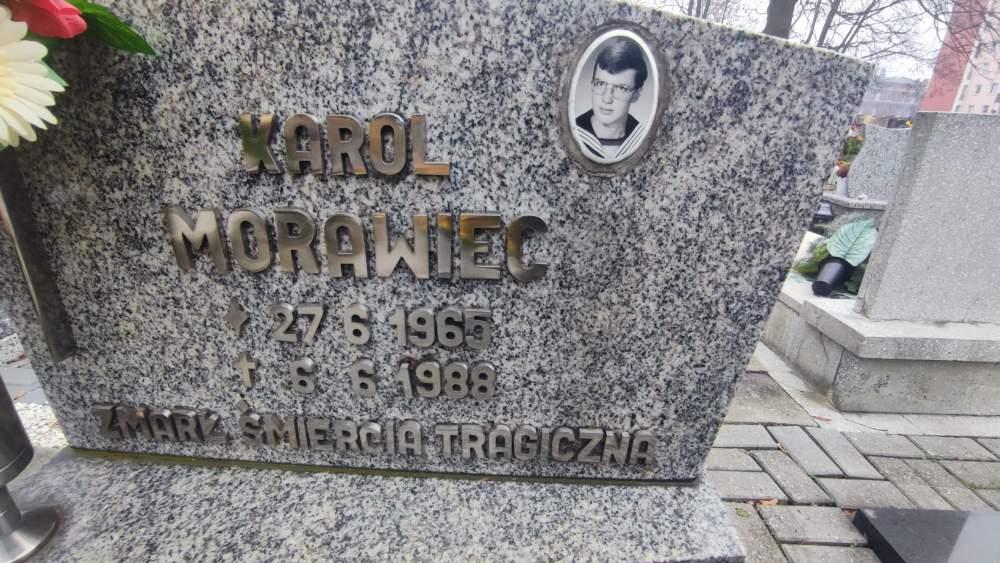 KAROL
MORAWIEC
27 6 1965
† 6 6 1988
ZMARŁ ŚMIERCIĄ TRAGICZNĄ